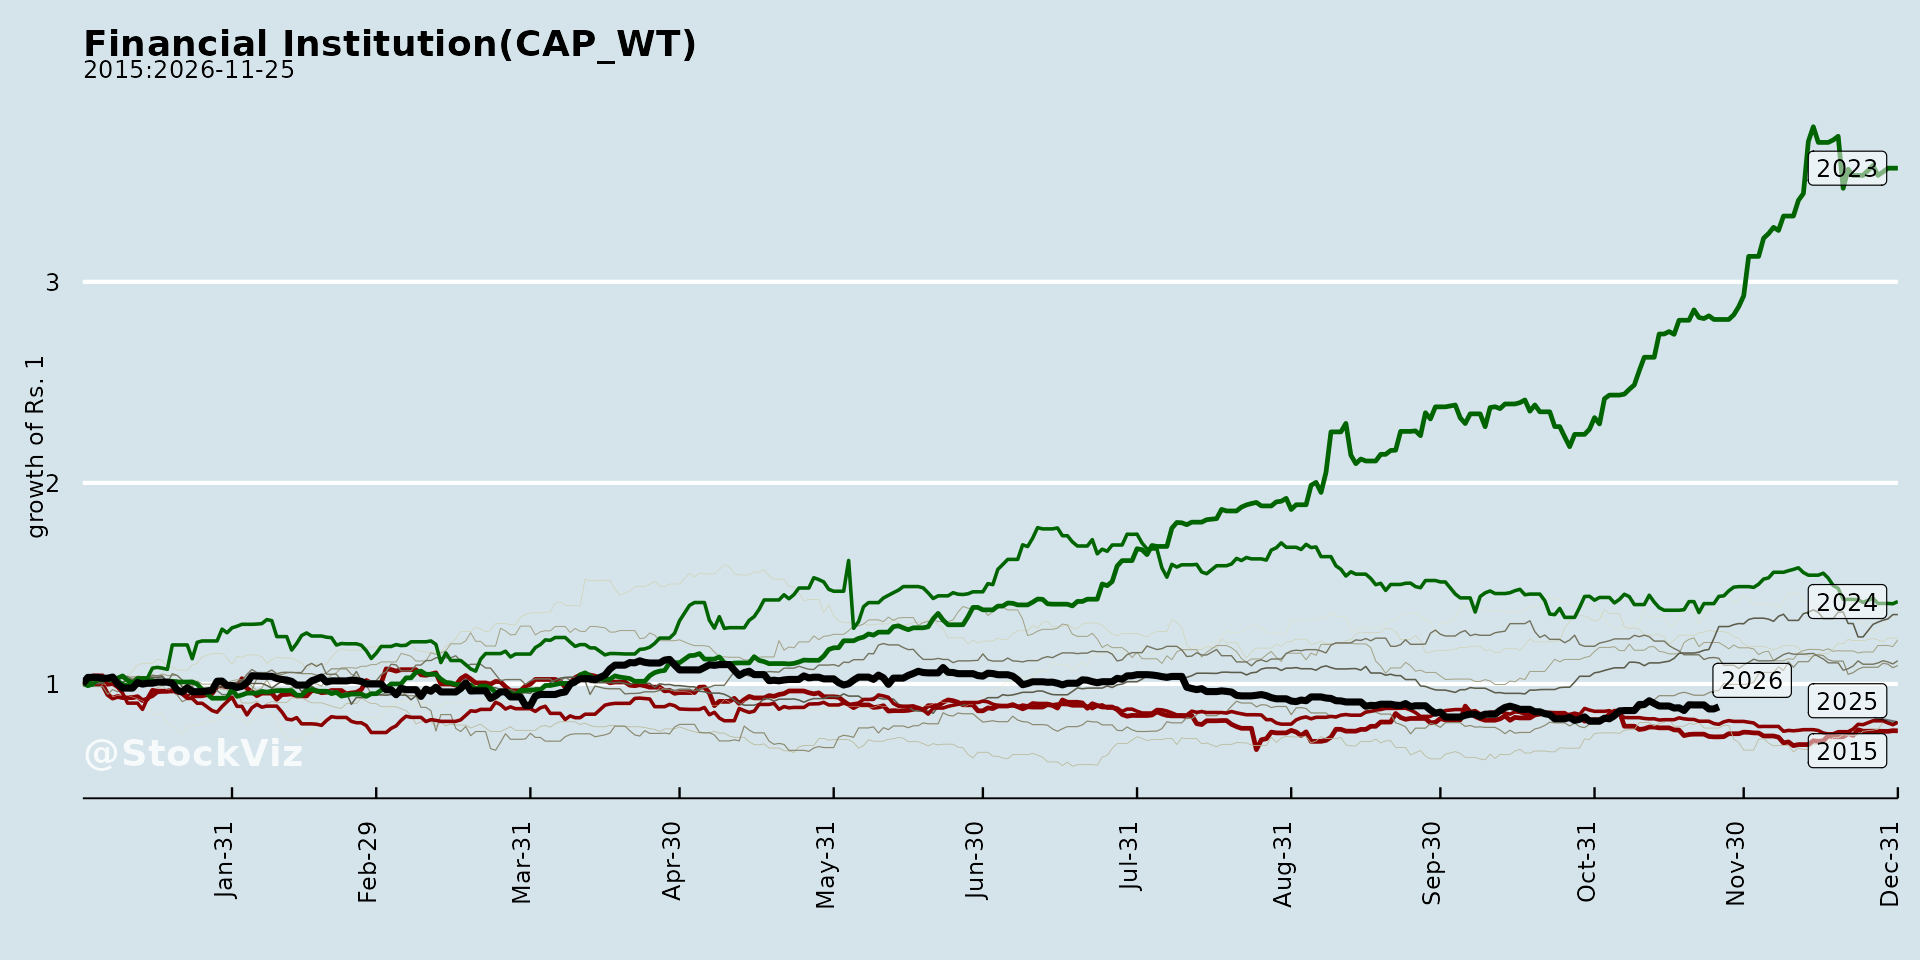 Financial Institution(CAP_WT)
2015:2026-11-25
growth of Rs. 1
3
2
1
2023
2024
2026
2025
2015
@StockViz
Jan-31
Feb-29
Mar-31
Apr-30
May-31
Jun-30
Jul-31
Aug-31
Sep-30
Oct-31
Nov-30
Dec-31